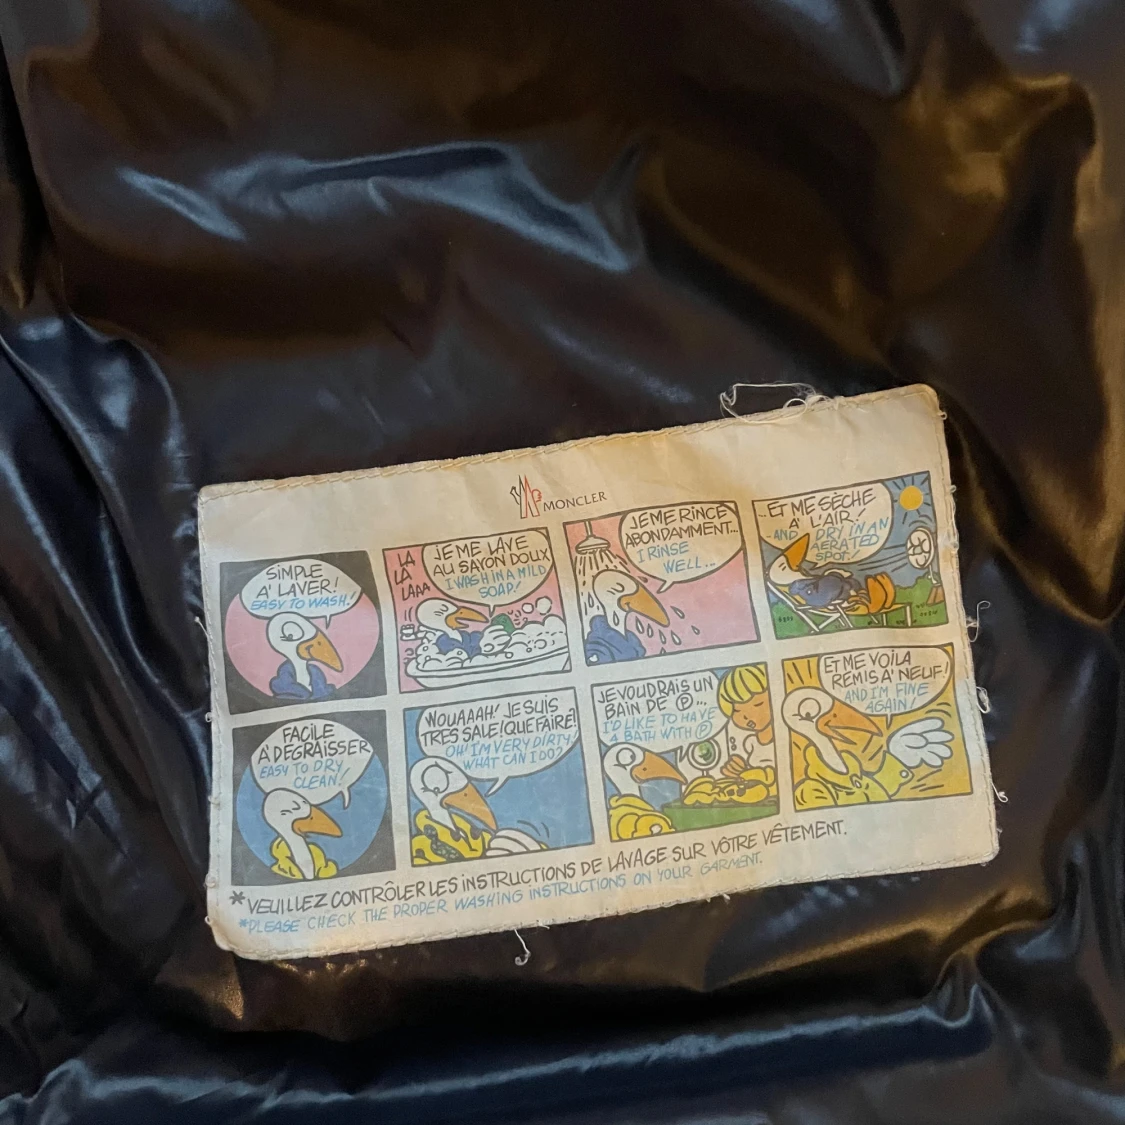 MONCLER
SIMPLE
A' LAVER!
EASY TO WASH!
LA
LA
LAAA
JE ME LAVE
AU SAYON DOUX
I WASH IN A MILD
SOAP!
JE ME RINCE
ABONDAMMENT...
I RINSE
WELL...
...ET ME SÈCHE
A' L'AIR!
AND DRY IN AN
AERATED
SPOT!
FACILE
A' DEGRAISSER
EASY TO DRY
CLEAN!
WOUAAAH! JE SUIS
TRES SALE! QUE FAIRE!
OH! I'M VERY DIRTY
WHAT CAN I DO?
JE VOUDRAIS UN
BAIN DE Ⓟ...
I'D LIKE TO HAVE
A BATH WITH Ⓟ
ET ME VOILA
REMIS A' NEUF!
AND I'M FINE
AGAIN!
*VEUILLEZ CONTRÔLER LES INSTRUCTIONS DE LAVAGE SUR VÔTRE VÊTEMENT.
*PLEASE CHECK THE PROPER WASHING INSTRUCTIONS ON YOUR GARMENT.